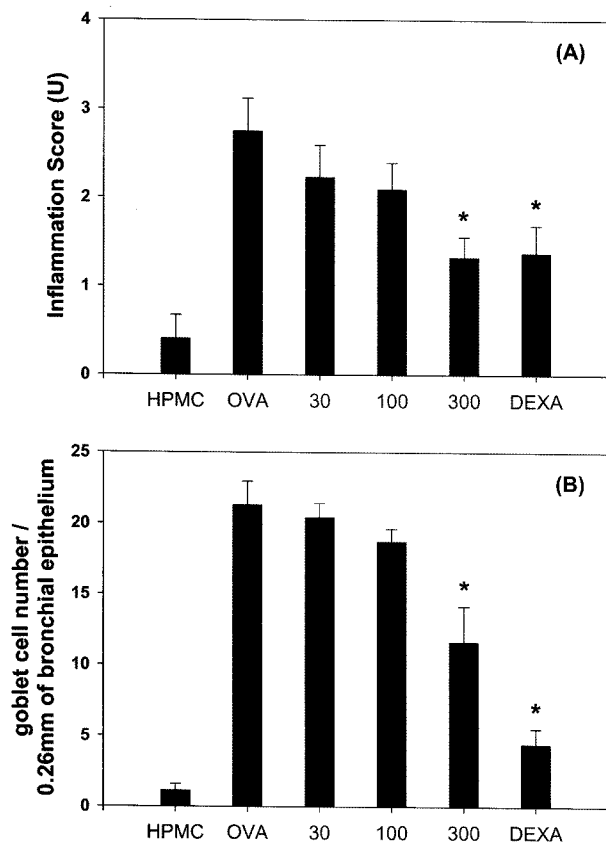 (A)
Inflammation Score (U)
4
3
2
1
0
* *
HPMC OVA 30 100 300 DEXA
(B)
goblet cell number /
0.26mm of bronchial epithelium
25
20
15
10
5
0
*
*
HPMC OVA 30 100 300 DEXA